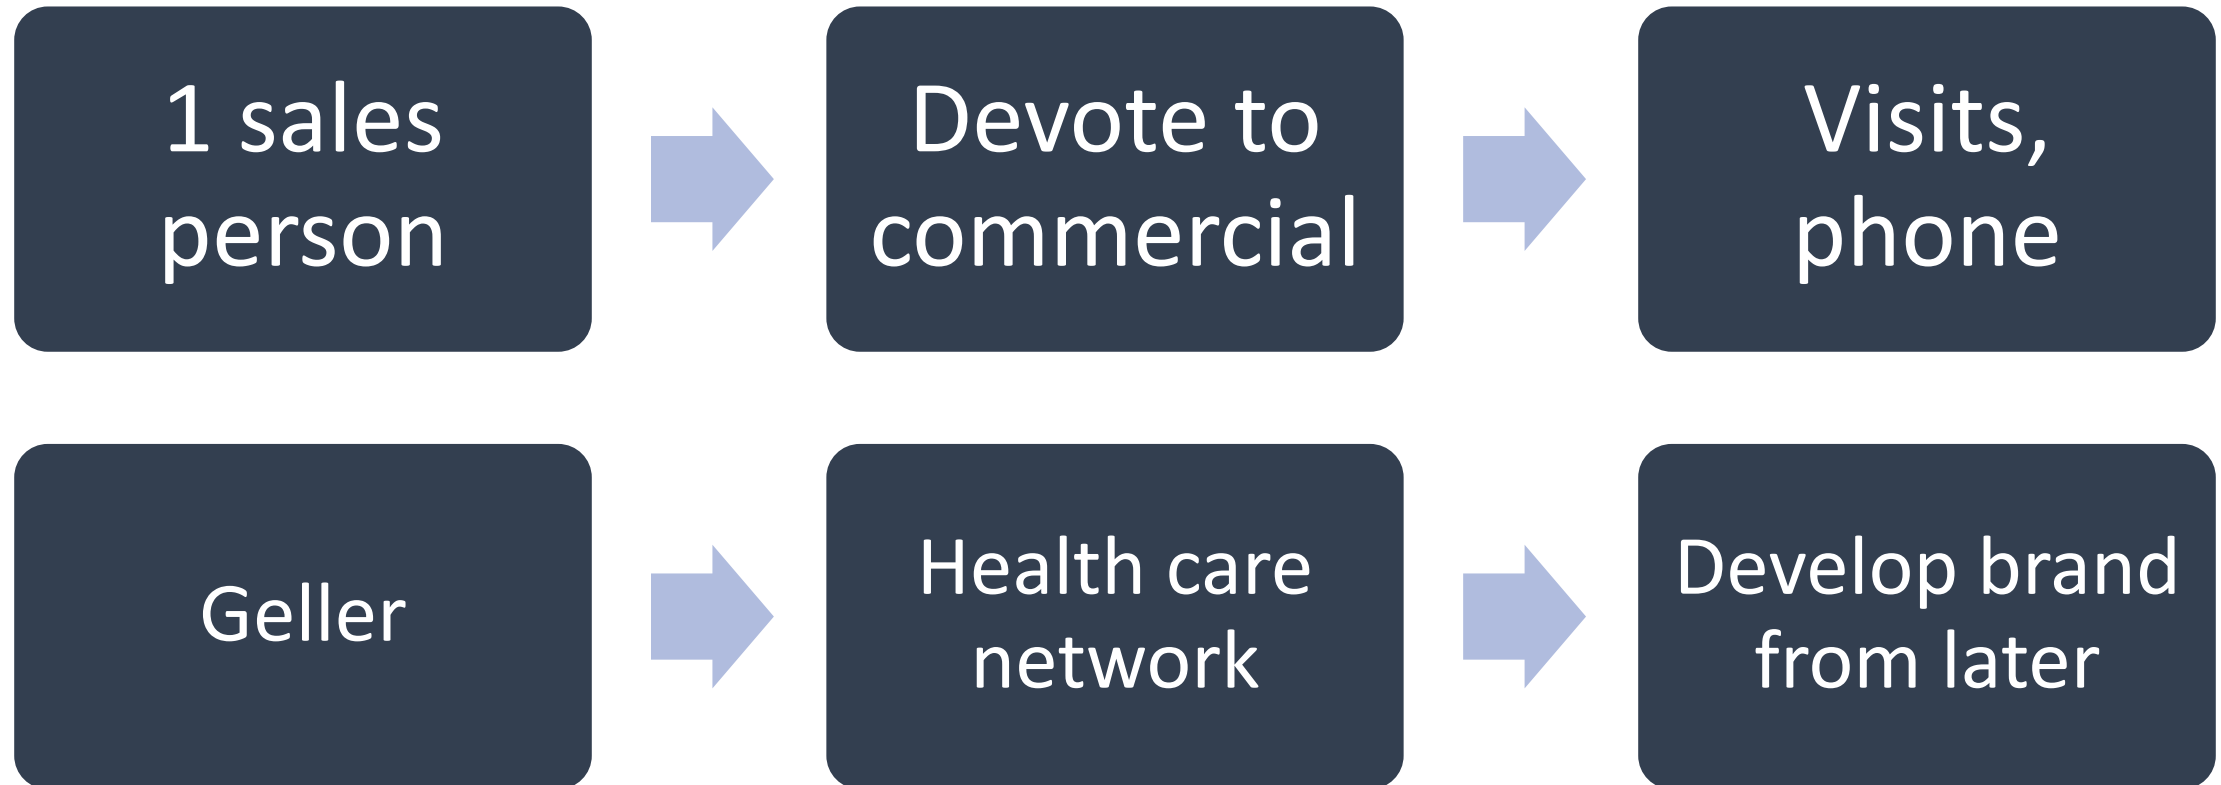 1 sales
person
Devote to
commercial
Visits,
phone
Geller
Health care
network
Develop brand
from later